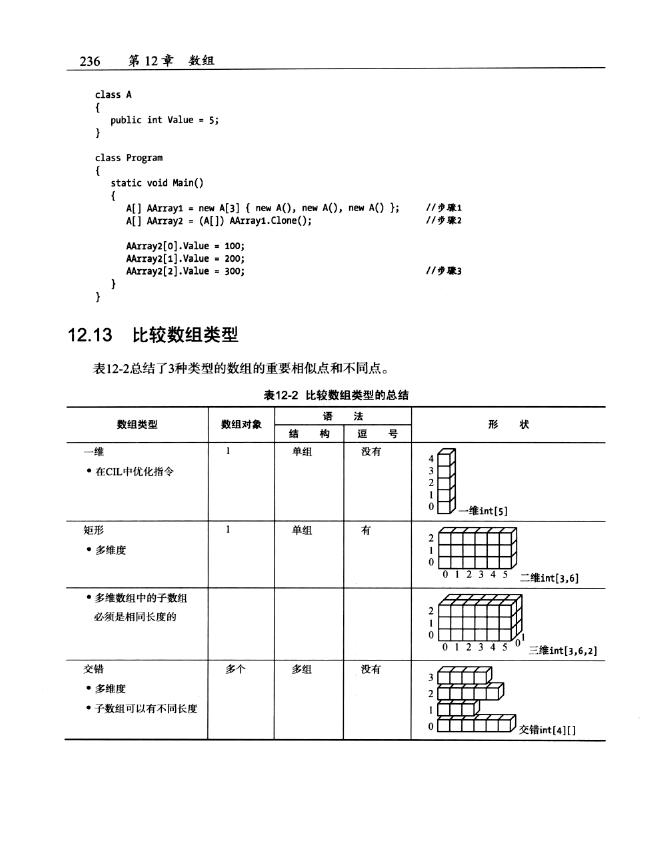 236 第12章 数组
class A
{
public int Value = 5;
}
class Program
{
static void Main()
{
A[] AArray1 = new A[3] { new A(), new A(), new A() }; //步骤1
A[] AArray2 = (A[]) AArray1.Clone(); //步骤2
AArray2[0].Value = 100;
AArray2[1].Value = 200;
AArray2[2].Value = 300; //步骤3
}
}
12.13 比较数组类型
表12-2总结了3种类型的数组的重要相似点和不同点。
表12-2 比较数组类型的总结
数组类型 数组对象 语 法 形 状
结 构 逗 号
一维 1 单组 没有
• 在CIL中优化指令
4
3
2
1
0
一维int[5]
矩形 1 单组 有
• 多维度
2
1
0
0 1 2 3 4 5
二维int[3,6]
• 多维数组中的子数组
必须是相同长度的
2
1
0
0 1 2 3 4 5 0 1
三维int[3,6,2]
交错 多个 多组 没有
• 多维度
• 子数组可以有不同长度
3
2
1
0
交错int[4][]